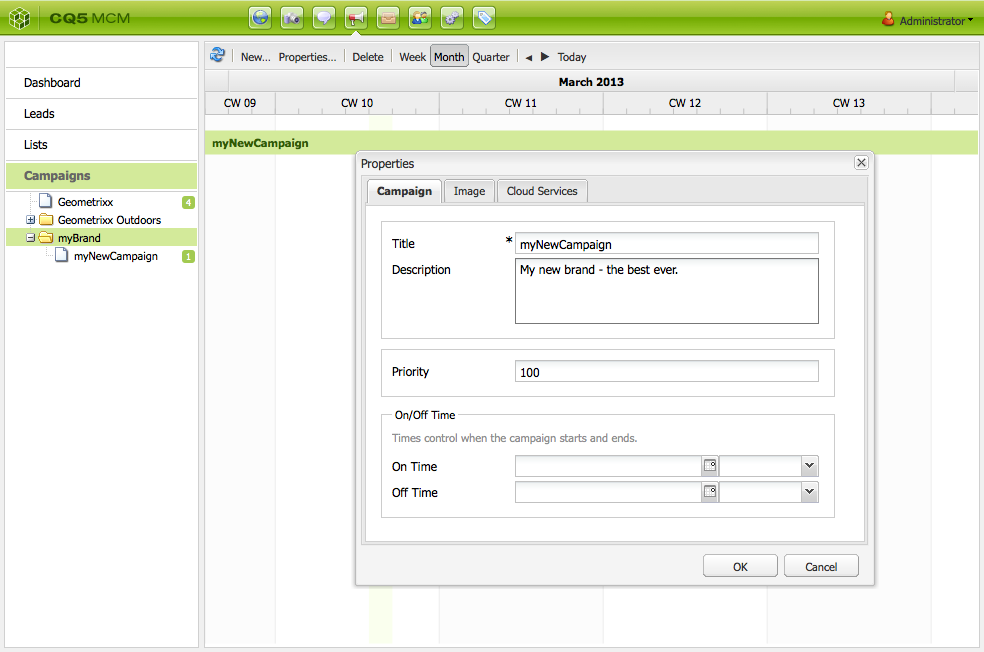 CQ5 MCM
Administrator
New... Properties... Delete Week Month Quarter Today
Dashboard
Leads
Lists
Campaigns
Geometrixx 4
Geometrixx Outdoors
myBrand
myNewCampaign 1
March 2013
CW 09 CW 10 CW 11 CW 12 CW 13
myNewCampaign
Properties
Campaign Image Cloud Services
Title * myNewCampaign
Description My new brand - the best ever.
Priority 100
On/Off Time
Times control when the campaign starts and ends.
On Time
Off Time
OK Cancel